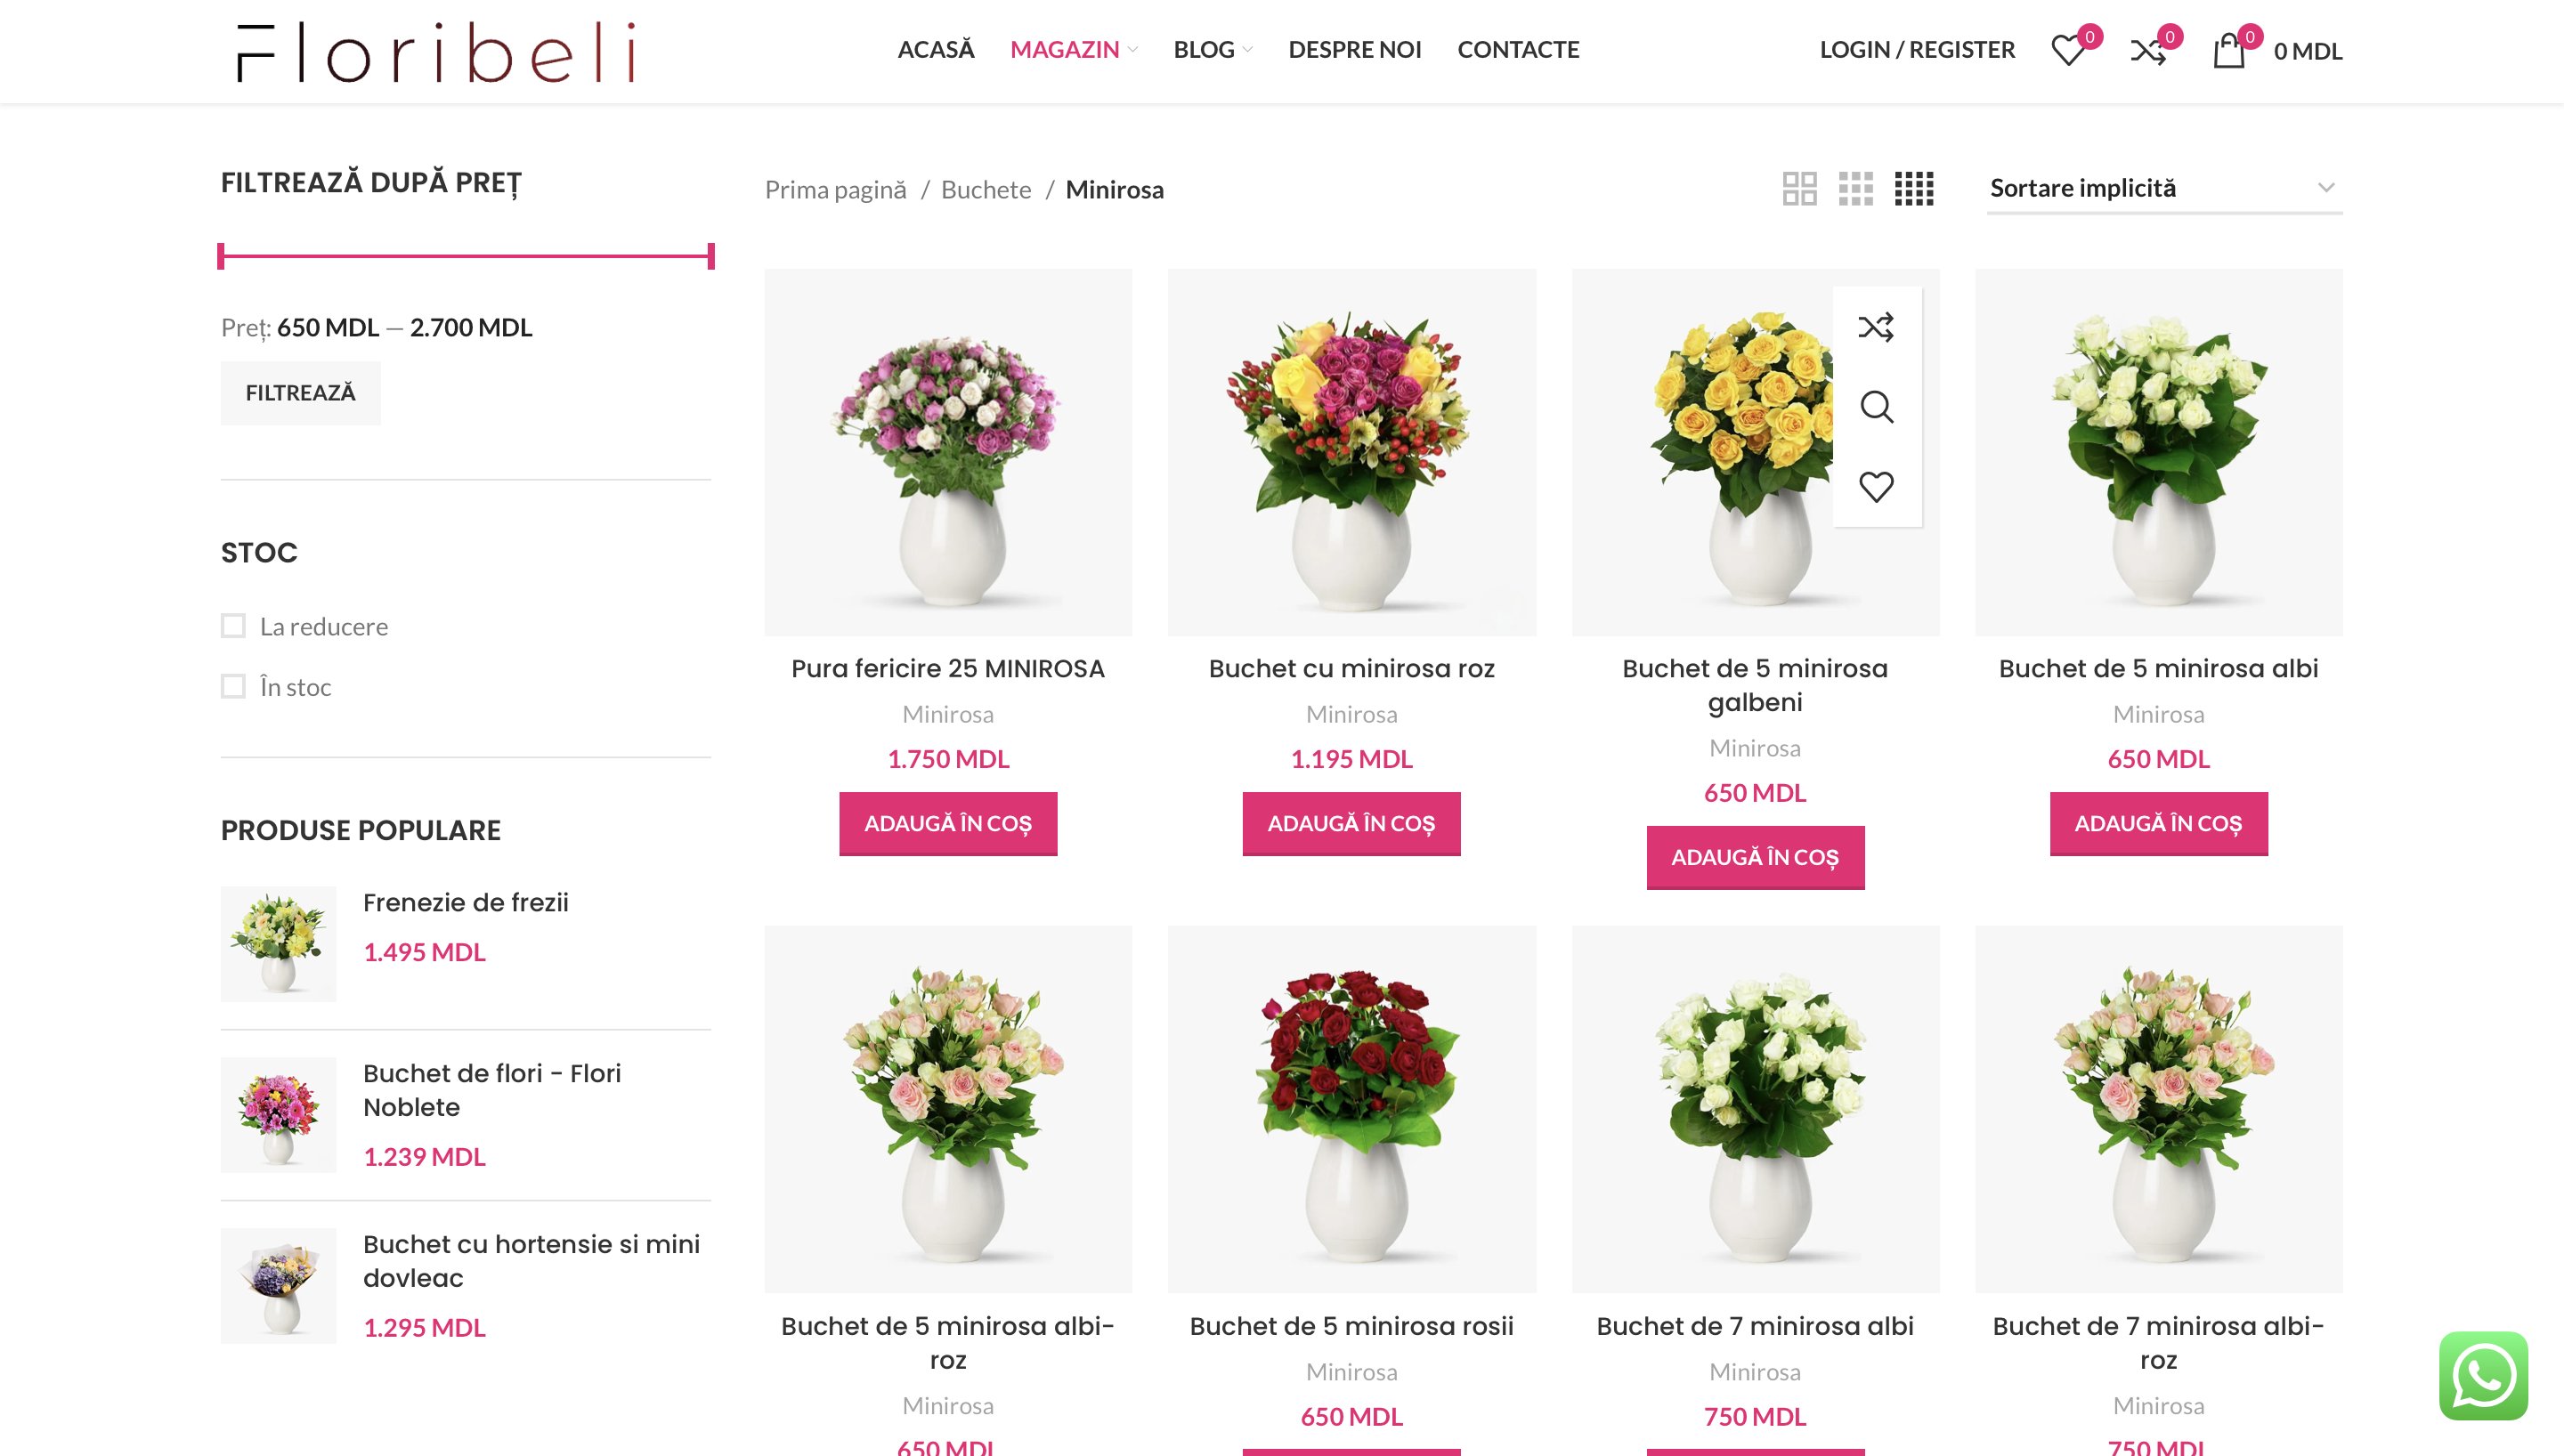 Floribeli
ACASĂ
MAGAZIN
BLOG
DESPRE NOI
CONTACTE
LOGIN / REGISTER
0
0
0
0 MDL
FILTREAZĂ DUPĂ PREȚ
Preț: 650 MDL — 2.700 MDL
FILTREAZĂ
STOC
La reducere
În stoc
PRODUSE POPULARE
Frenezie de frezii
1.495 MDL
Buchet de flori - Flori
Noblete
1.239 MDL
Buchet cu hortensie si mini
dovleac
1.295 MDL
Prima pagină / Buchete / Minirosa
Sortare implicită
Pura fericire 25 MINIROSA
Minirosa
1.750 MDL
ADAUGĂ ÎN COȘ
Buchet cu minirosa roz
Minirosa
1.195 MDL
ADAUGĂ ÎN COȘ
Buchet de 5 minirosa
galbeni
Minirosa
650 MDL
ADAUGĂ ÎN COȘ
Buchet de 5 minirosa albi
Minirosa
650 MDL
ADAUGĂ ÎN COȘ
Buchet de 5 minirosa albi-
roz
Minirosa
650 MDL
Buchet de 5 minirosa rosii
Minirosa
650 MDL
Buchet de 7 minirosa albi
Minirosa
750 MDL
Buchet de 7 minirosa albi-
roz
Minirosa
750 MDL